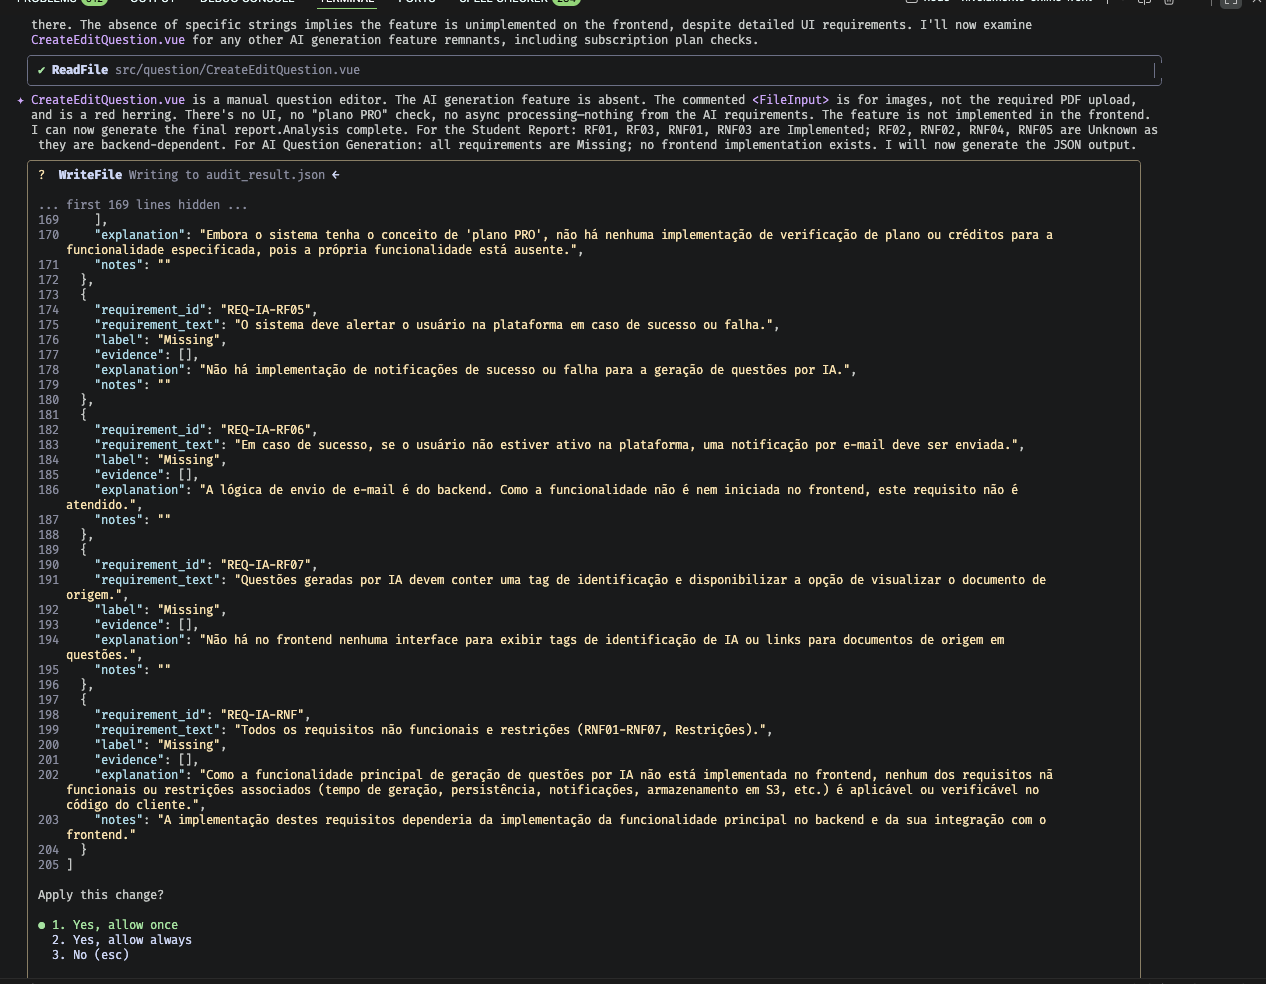 PROBLEMS OUTPUT DEBUG CONSOLE TERMINAL PORTS SPELL CHECKER
there. The absence of specific strings implies the feature is unimplemented on the frontend, despite detailed UI requirements. I'll now examine
CreateEditQuestion.vue for any other AI generation feature remnants, including subscription plan checks.
✔ ReadFile src/question/CreateEditQuestion.vue
✦ CreateEditQuestion.vue is a manual question editor. The AI generation feature is absent. The commented <FileInput> is for images, not the required PDF upload,
and is a red herring. There's no UI, no "plano PRO" check, no async processing—nothing from the AI requirements. The feature is not implemented in the frontend.
I can now generate the final report.Analysis complete. For the Student Report: RF01, RF03, RNF01, RNF03 are Implemented; RF02, RNF02, RNF04, RNF05 are Unknown as
they are backend-dependent. For AI Question Generation: all requirements are Missing; no frontend implementation exists. I will now generate the JSON output.
? WriteFile Writing to audit_result.json ←
... first 169 lines hidden ...
169 ],
170 "explanation": "Embora o sistema tenha o conceito de 'plano PRO', não há nenhuma implementação de verificação de plano ou créditos para a
funcionalidade especificada, pois a própria funcionalidade está ausente.",
171 "notes": ""
172 },
173 {
174 "requirement_id": "REQ-IA-RF05",
175 "requirement_text": "O sistema deve alertar o usuário na plataforma em caso de sucesso ou falha.",
176 "label": "Missing",
177 "evidence": [],
178 "explanation": "Não há implementação de notificações de sucesso ou falha para a geração de questões por IA.",
179 "notes": ""
180 },
181 {
182 "requirement_id": "REQ-IA-RF06",
183 "requirement_text": "Em caso de sucesso, se o usuário não estiver ativo na plataforma, uma notificação por e-mail deve ser enviada.",
184 "label": "Missing",
185 "evidence": [],
186 "explanation": "A lógica de envio de e-mail é do backend. Como a funcionalidade não é nem iniciada no frontend, este requisito não é
atendido.",
187 "notes": ""
188 },
189 {
190 "requirement_id": "REQ-IA-RF07",
191 "requirement_text": "Questões geradas por IA devem conter uma tag de identificação e disponibilizar a opção de visualizar o documento de
origem.",
192 "label": "Missing",
193 "evidence": [],
194 "explanation": "Não há no frontend nenhuma interface para exibir tags de identificação de IA ou links para documentos de origem em
questões.",
195 "notes": ""
196 },
197 {
198 "requirement_id": "REQ-IA-RNF",
199 "requirement_text": "Todos os requisitos não funcionais e restrições (RNF01-RNF07, Restrições).",
200 "label": "Missing",
201 "evidence": [],
202 "explanation": "Como a funcionalidade principal de geração de questões por IA não está implementada no frontend, nenhum dos requisitos nã
funcionais ou restrições associados (tempo de geração, persistência, notificações, armazenamento em S3, etc.) é aplicável ou verificável no
código do cliente.",
203 "notes": "A implementação destes requisitos dependeria da implementação da funcionalidade principal no backend e da sua integração com o
frontend."
204 }
205 ]
Apply this change?
● 1. Yes, allow once
2. Yes, allow always
3. No (esc)